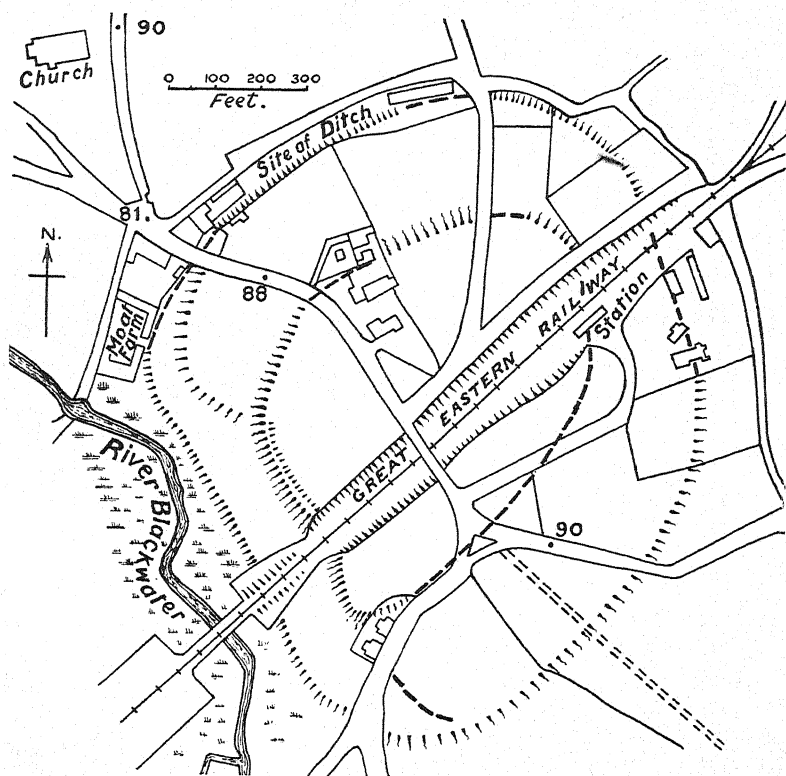 90
Church
0 100 200 300
Feet.
Site of Ditch
81.
N.
88
Moat
Farm
GREAT EASTERN RAILWAY
Station
River Blackwater
90